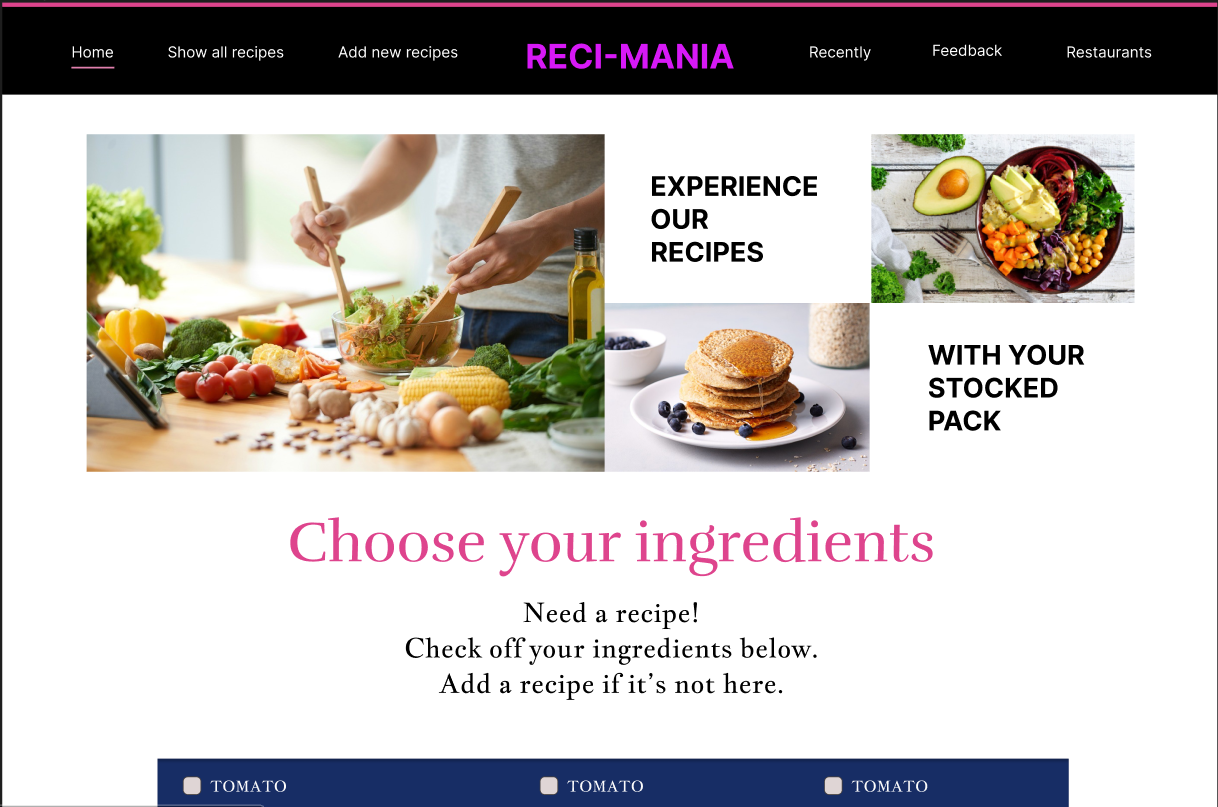 Home
Show all recipes
Add new recipes
RECI-MANIA
Recently
Feedback
Restaurants
EXPERIENCE
OUR
RECIPES
WITH YOUR
STOCKED
PACK
Choose your ingredients
Need a recipe!
Check off your ingredients below.
Add a recipe if it’s not here.
TOMATO
TOMATO
TOMATO